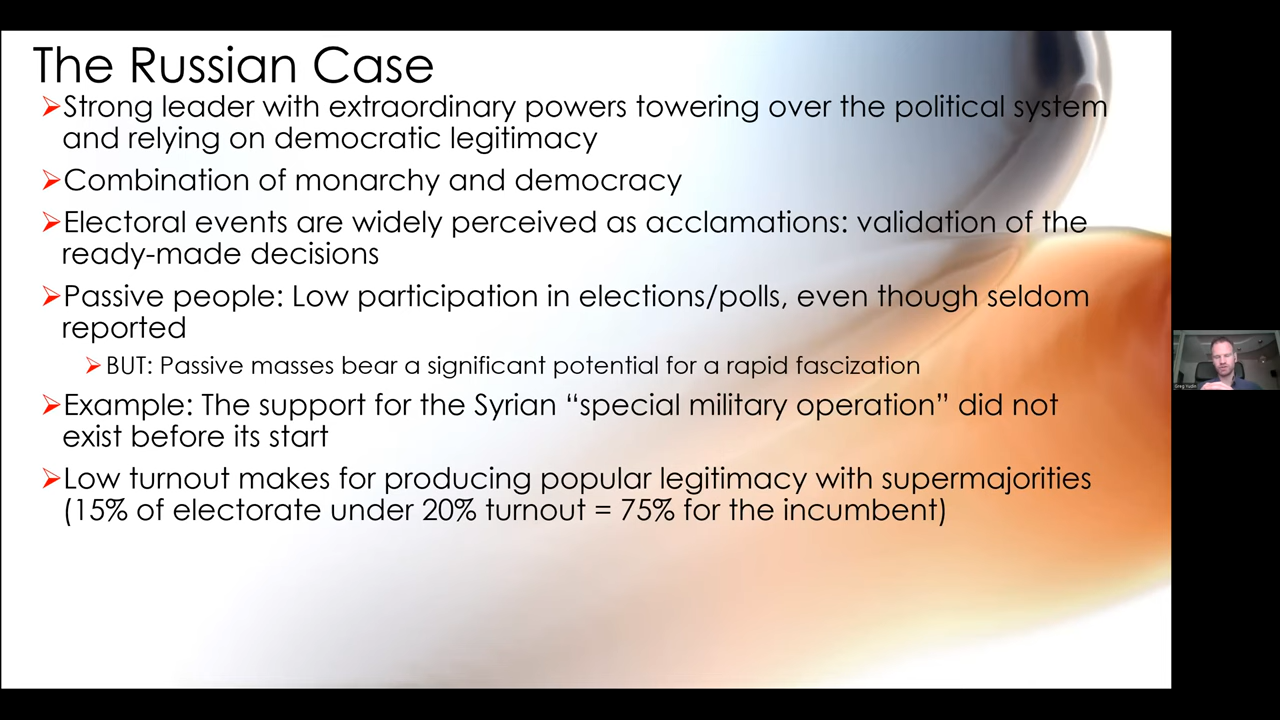 The Russian Case
Strong leader with extraordinary powers towering over the political system
and relying on democratic legitimacy
Combination of monarchy and democracy
Electoral events are widely perceived as acclamations: validation of the
ready-made decisions
Passive people: Low participation in elections/polls, even though seldom
reported
BUT: Passive masses bear a significant potential for a rapid fascization
Example: The support for the Syrian “special military operation” did not
exist before its start
Low turnout makes for producing popular legitimacy with supermajorities
(15% of electorate under 20% turnout = 75% for the incumbent)
Greg Yudin